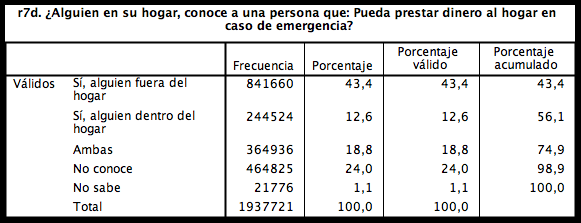 r7d. ¿Alguien en su hogar, conoce a una persona que: Pueda prestar dinero al hogar en
caso de emergencia?
Frecuencia Porcentaje Porcentaje válido Porcentaje acumulado
Válidos Sí, alguien fuera del hogar 841660 43,4 43,4 43,4
Sí, alguien dentro del hogar 244524 12,6 12,6 56,1
Ambas 364936 18,8 18,8 74,9
No conoce 464825 24,0 24,0 98,9
No sabe 21776 1,1 1,1 100,0
Total 1937721 100,0 100,0